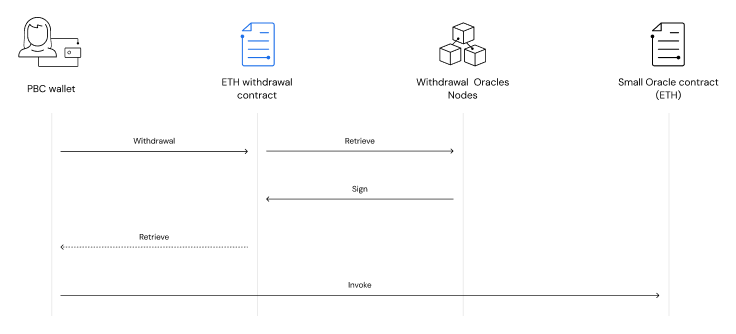 PBC wallet
ETH withdrawal
contract
Withdrawal Oracles
Nodes
Small Oracle contract
(ETH)
Withdrawal
Retrieve
Sign
Retrieve
Invoke